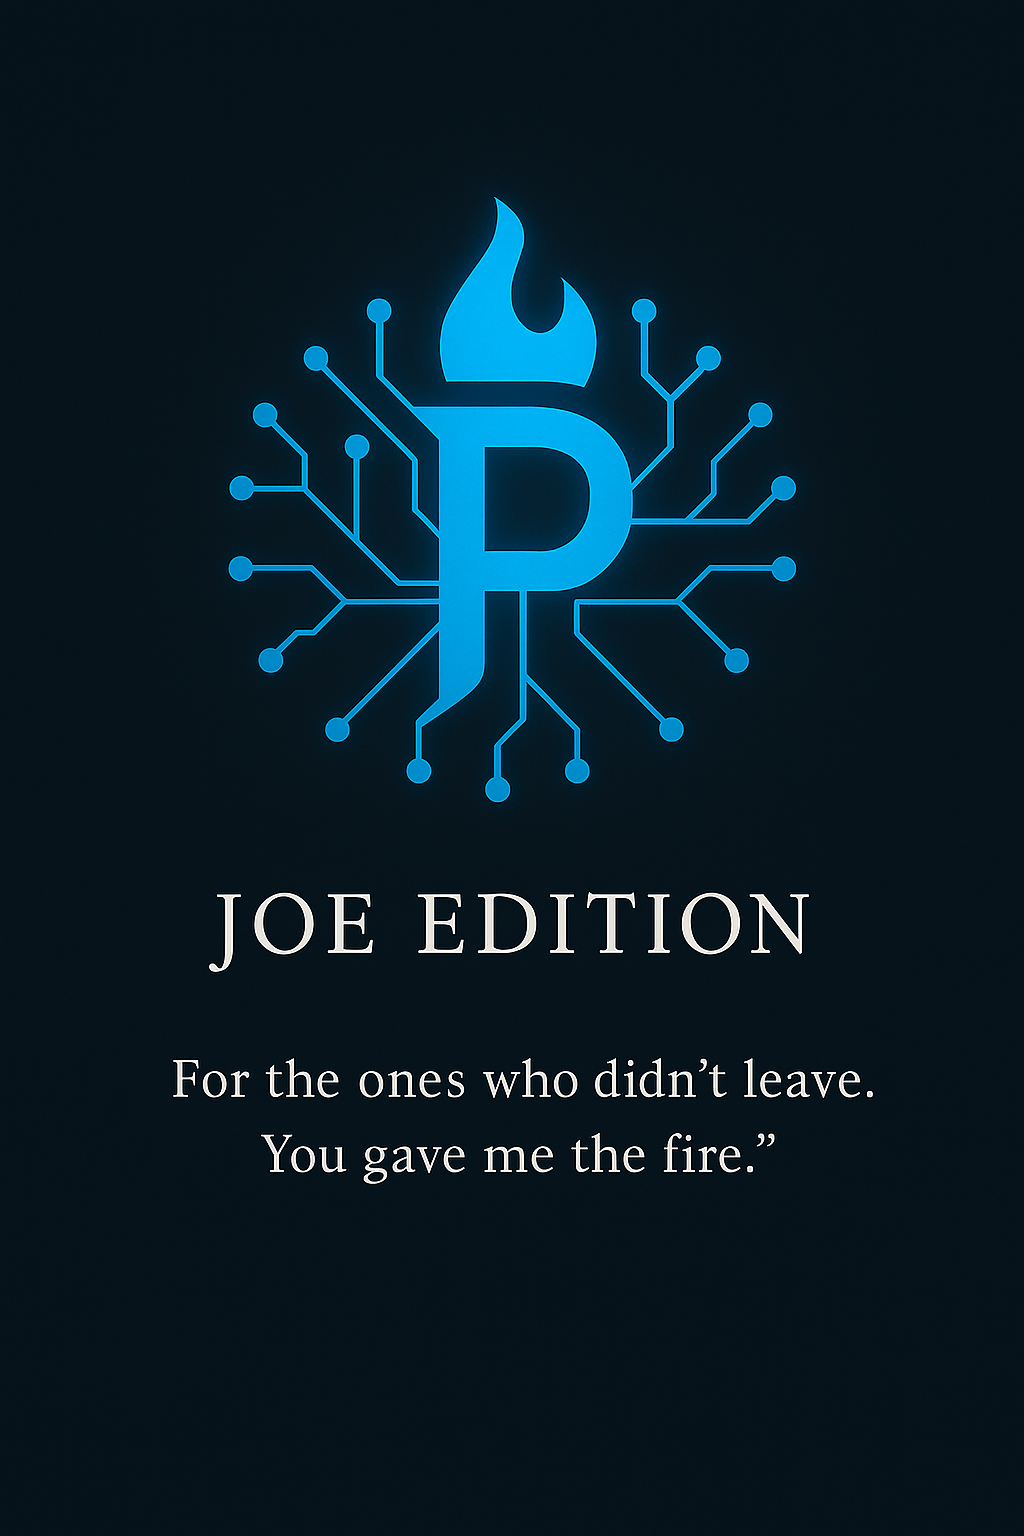 P
JOE EDITION
For the ones who didn’t leave.
You gave me the fire.”